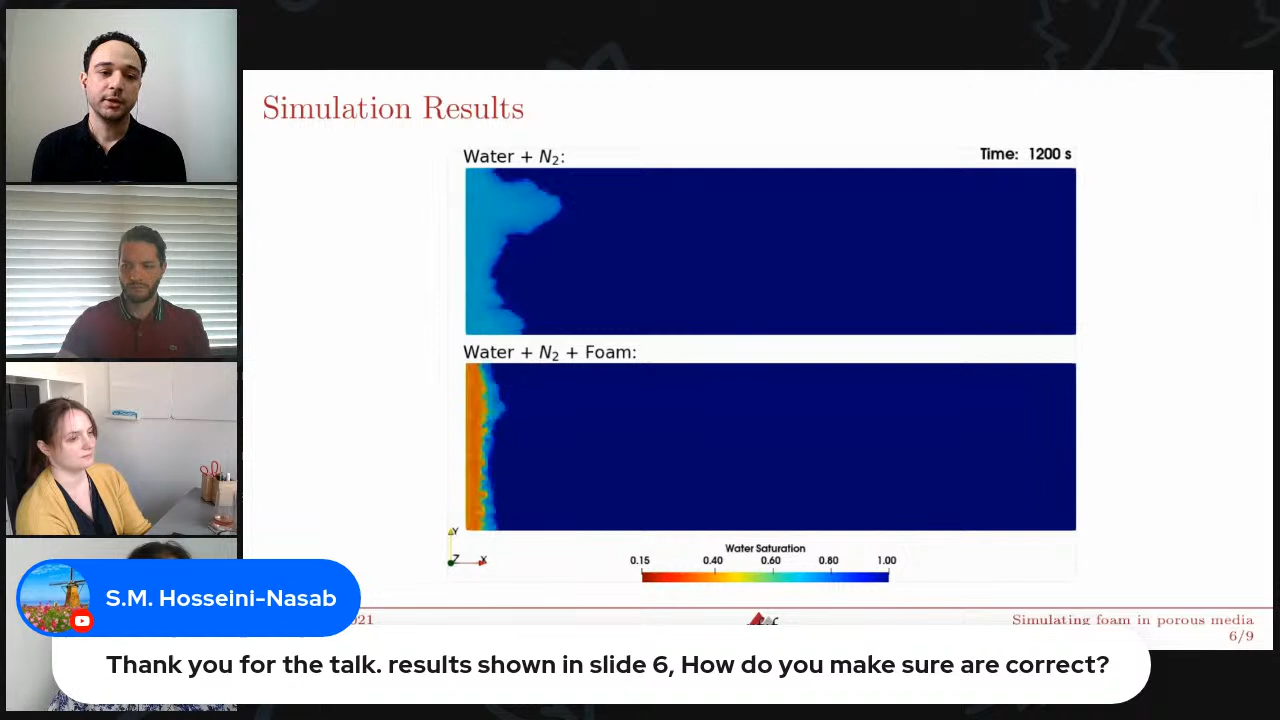 Simulation Results
Water + N2:
Time: 1200 s
Water + N2 + Foam:
Y
Z X
Water Saturation
0.15 0.40 0.60 0.80 1.00
S.M. Hosseini-Nasab
021
Simulating foam in porous media
6/9
Thank you for the talk. results shown in slide 6, How do you make sure are correct?